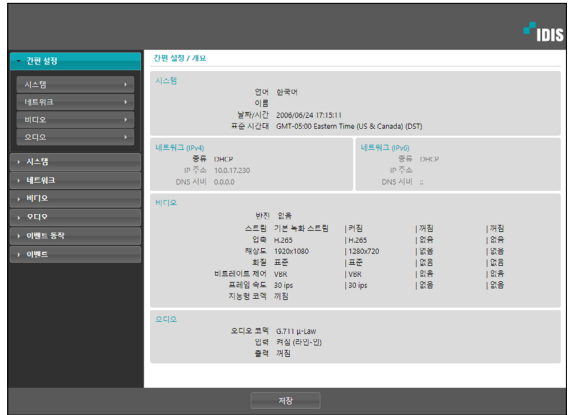 IDIS
간편 설정
간편 설정 / 개요
시스템
네트워크
비디오
오디오
시스템
네트워크
비디오
오디오
이벤트 동작
이벤트
시스템
언어 한국어
이름
날짜/시간 2006/06/24 17:15:11
표준 시간대 GMT-05:00 Eastern Time (US & Canada) (DST)
네트워크 (IPv4)
종류 DHCP
IP 주소 10.0.17.230
DNS 서버 0.0.0.0
네트워크 (IPv6)
종류 DHCP
IP 주소
DNS 서버 ::
비디오
반전 없음
스트림 기본 녹화 스트림 | 켜짐 | 꺼짐 | 꺼짐
압축 H.265 | H.265 | 없음 | 없음
해상도 1920x1080 | 1280x720 | 없음 | 없음
화질 표준 | 표준 | 없음 | 없음
비트레이트 제어 VBR | VBR | 없음 | 없음
프레임 속도 30 ips | 30 ips | 없음 | 없음
지능형 코덱 꺼짐
오디오
오디오 코덱 G.711 μ-Law
입력 켜짐 (라인-인)
출력 꺼짐
저장